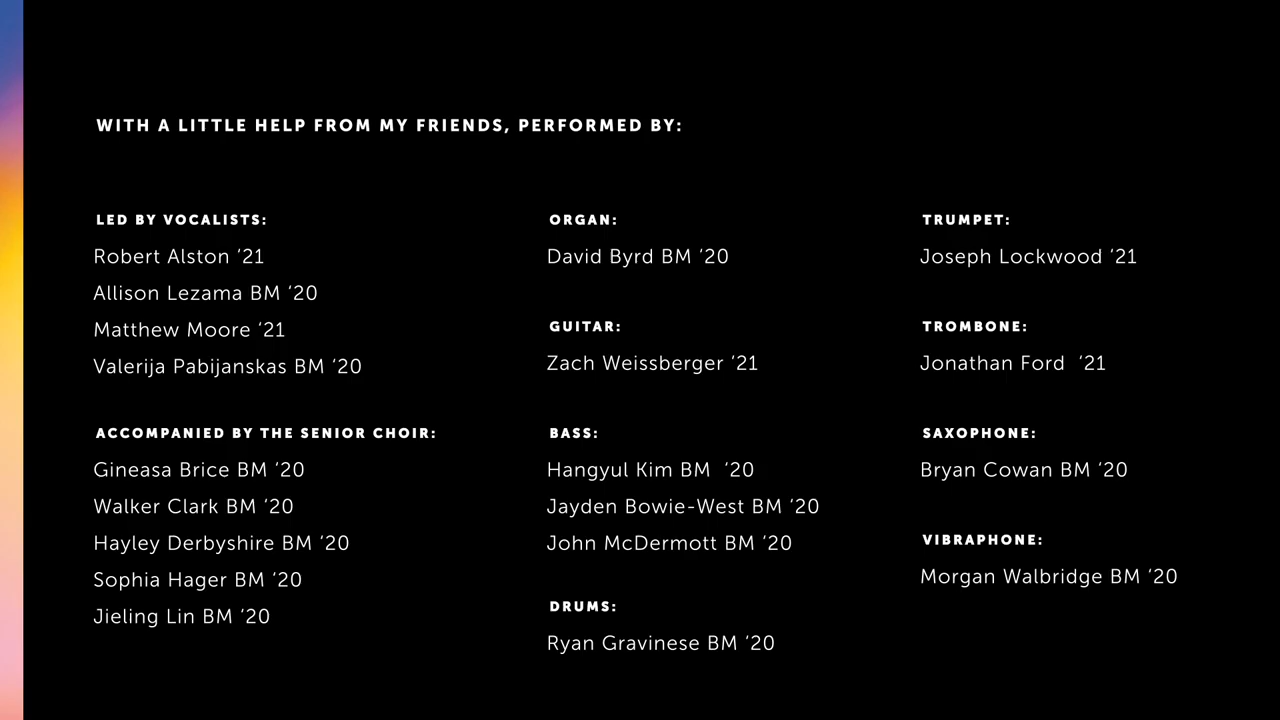 WITH A LITTLE HELP FROM MY FRIENDS, PERFORMED BY:
LED BY VOCALISTS:
Robert Alston ‘21
Allison Lezama BM ‘20
Matthew Moore ‘21
Valerija Pabijanskas BM ‘20
ACCOMPANIED BY THE SENIOR CHOIR:
Gineasa Brice BM ‘20
Walker Clark BM ‘20
Hayley Derbyshire BM ‘20
Sophia Hager BM ‘20
Jieling Lin BM ‘20
ORGAN:
David Byrd BM ‘20
GUITAR:
Zach Weissberger ‘21
BASS:
Hangyul Kim BM ‘20
Jayden Bowie-West BM ‘20
John McDermott BM ‘20
DRUMS:
Ryan Gravinese BM ‘20
TRUMPET:
Joseph Lockwood ‘21
TROMBONE:
Jonathan Ford ‘21
SAXOPHONE:
Bryan Cowan BM ‘20
VIBRAPHONE:
Morgan Walbridge BM ‘20